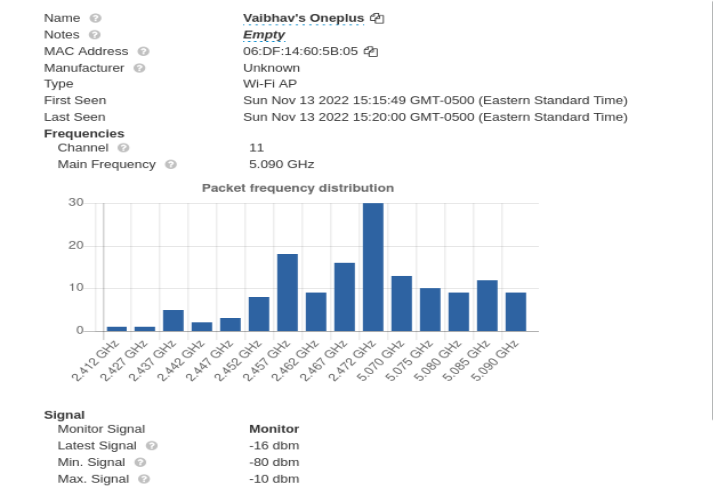 Name Vaibhav's Oneplus
Notes Empty
MAC Address 06:DF:14:60:5B:05
Manufacturer Unknown
Type Wi-Fi AP
First Seen Sun Nov 13 2022 15:15:49 GMT-0500 (Eastern Standard Time)
Last Seen Sun Nov 13 2022 15:20:00 GMT-0500 (Eastern Standard Time)
Frequencies
Channel 11
Main Frequency 5.090 GHz
Packet frequency distribution
30
20
10
0
2.412 GHz
2.427 GHz
2.437 GHz
2.442 GHz
2.447 GHz
2.452 GHz
2.457 GHz
2.462 GHz
2.467 GHz
2.472 GHz
5.070 GHz
5.075 GHz
5.080 GHz
5.085 GHz
5.090 GHz
Signal
Monitor Signal Monitor
Latest Signal -16 dbm
Min. Signal -80 dbm
Max. Signal -10 dbm